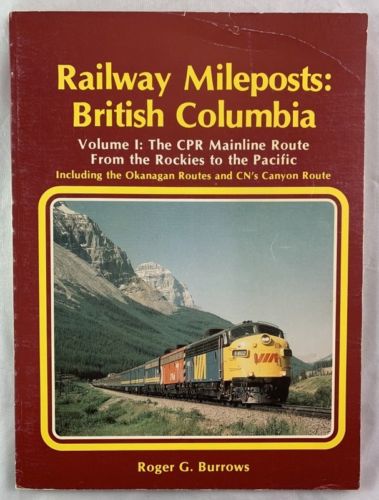 Railway Mileposts:
British Columbia
Volume I: The CPR Mainline Route
From the Rockies to the Pacific
Including the Okanagan Routes and CN's Canyon Route
VIA
Roger G. Burrows